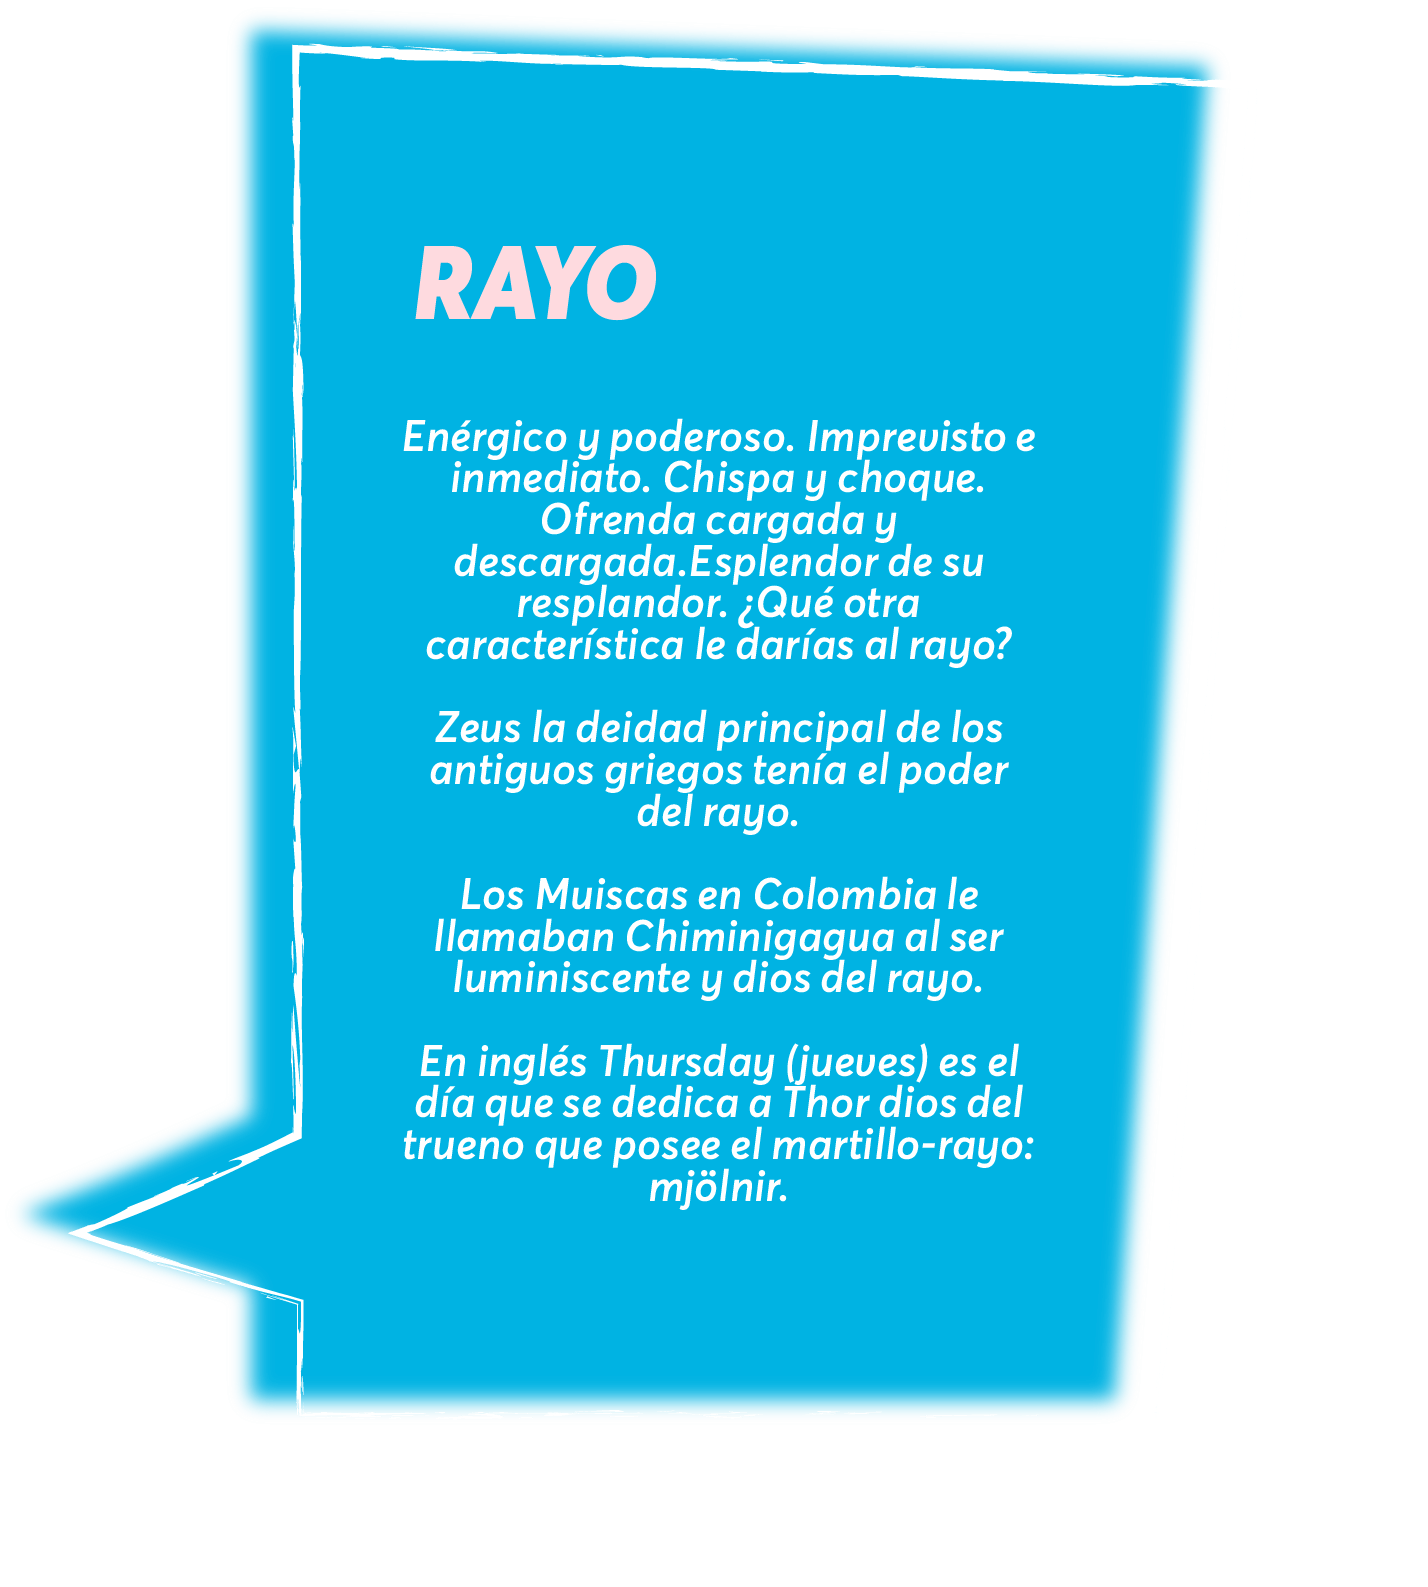 RAYO
Enérgico y poderoso. Imprevisto e
inmediato. Chispa y choque.
Ofrenda cargada y
descargada.Esplendor de su
resplandor. ¿Qué otra
característica le darías al rayo?
Zeus la deidad principal de los
antiguos griegos tenía el poder
del rayo.
Los Muiscas en Colombia le
llamaban Chiminigagua al ser
luminiscente y dios del rayo.
En inglés Thursday (jueves) es el
día que se dedica a Thor dios del
trueno que posee el martillo-rayo:
mjölnir.